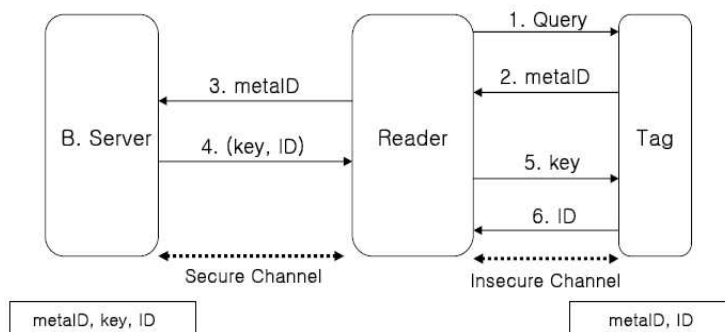 1. Query
2. metaID
3. metaID
B. Server
Reader
Tag
4. (key, ID)
5. key
6. ID
Secure Channel
Insecure Channel
metaID, key, ID
metaID, ID